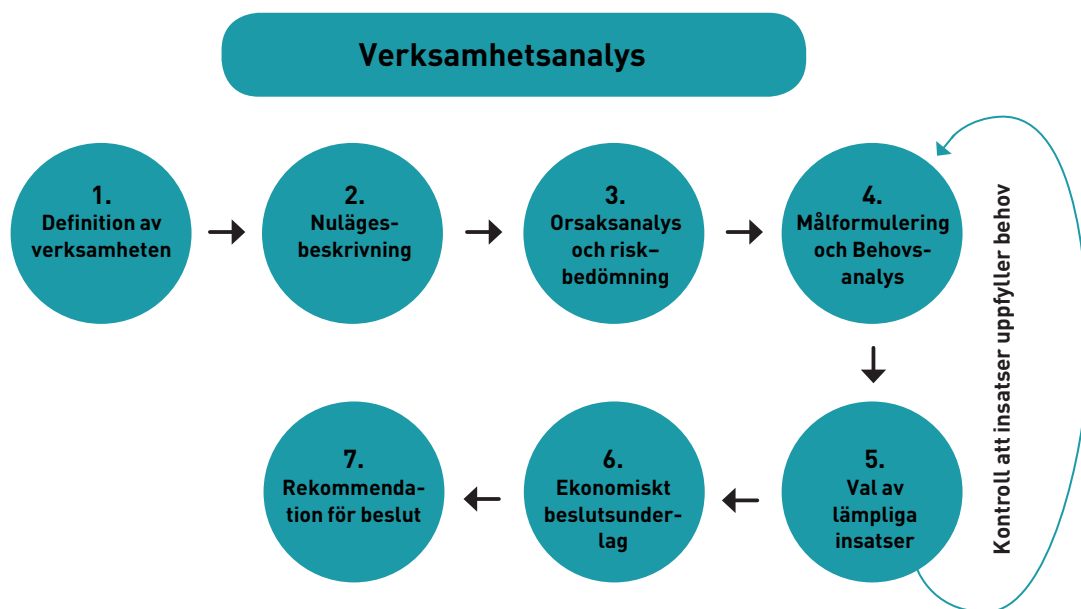 Verksamhetsanalys
1.
Definition av
verksamheten
2.
Nuläges-
beskrivning
3.
Orsaksanalys
och risk–
bedömning
4.
Målformulering
och Behovs-
analys
Kontroll att insatser uppfyller behov
5.
Val av
lämpliga
insatser
6.
Ekonomiskt
beslutsunder-
lag
7.
Rekommenda-
tion för beslut